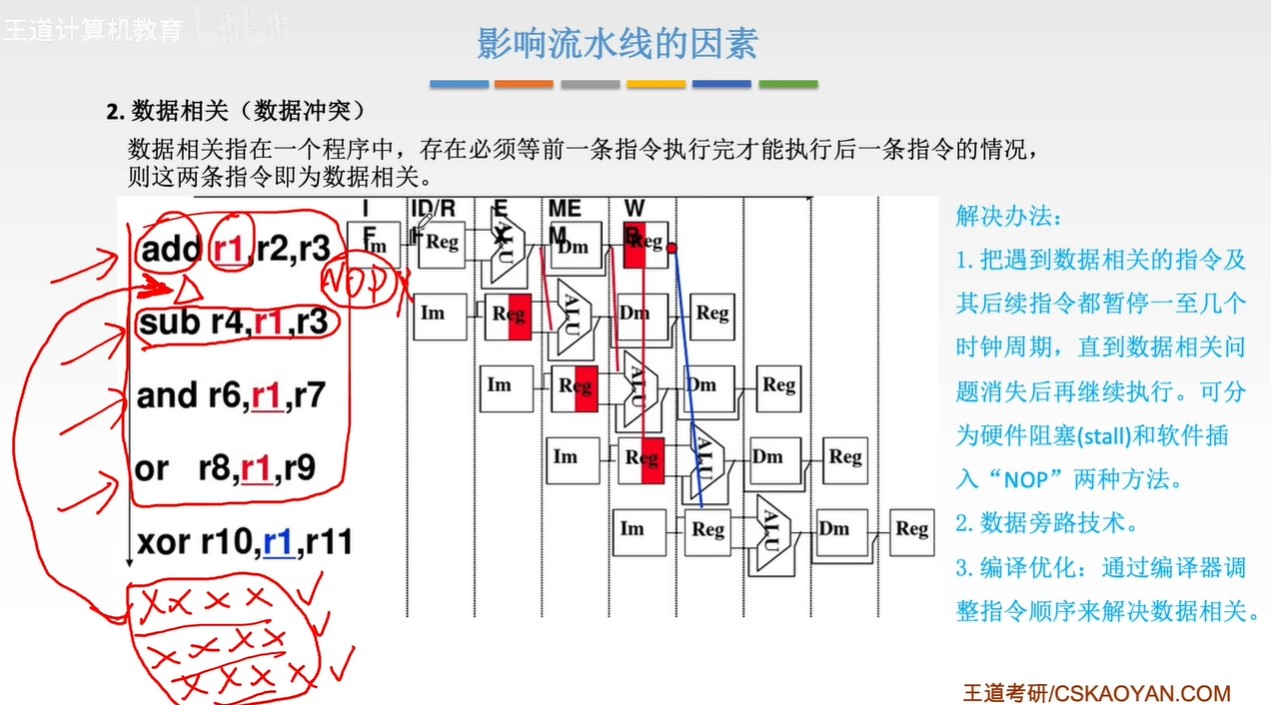 王道计算机教育
影响流水线的因素
2. 数据相关（数据冲突）
数据相关指在一个程序中，存在必须等前一条指令执行完才能执行后一条指令的情况，
则这两条指令即为数据相关。
IF ID/RF EX MEM WB
add r1,r2,r3
Im Reg ALU Dm Reg
NOP
sub r4,r1,r3
Im Reg ALU Dm Reg
and r6,r1,r7
Im Reg ALU Dm Reg
or r8,r1,r9
Im Reg ALU Dm Reg
xor r10,r1,r11
Im Reg ALU Dm Reg
X X X X
X X X X
X X X X
解决办法：
1. 把遇到数据相关的指令及
其后续指令都暂停一至几个
时钟周期，直到数据相关问
题消失后再继续执行。可分
为硬件阻塞(stall)和软件插
入“NOP”两种方法。
2. 数据旁路技术。
3. 编译优化：通过编译器调
整指令顺序来解决数据相关。
王道考研/CSKAOYAN.COM